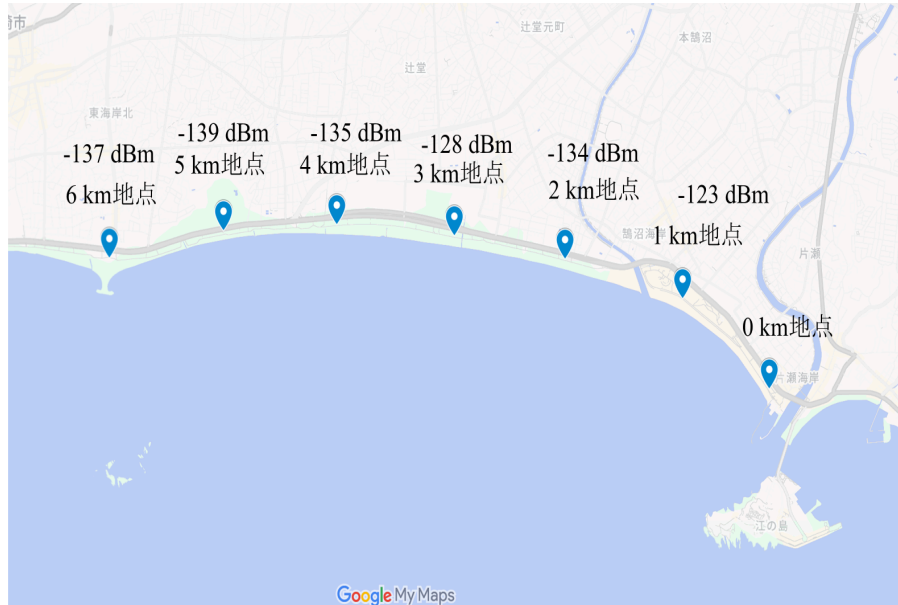 崎市
辻堂元町
本鵠沼
辻堂
東海岸北
-137 dBm
6 km地点
-139 dBm
5 km地点
-135 dBm
4 km地点
-128 dBm
3 km地点
-134 dBm
2 km地点
-123 dBm
1 km地点
鵠沼海岸
片瀬
0 km地点
片瀬海岸
江の島
Google My Maps